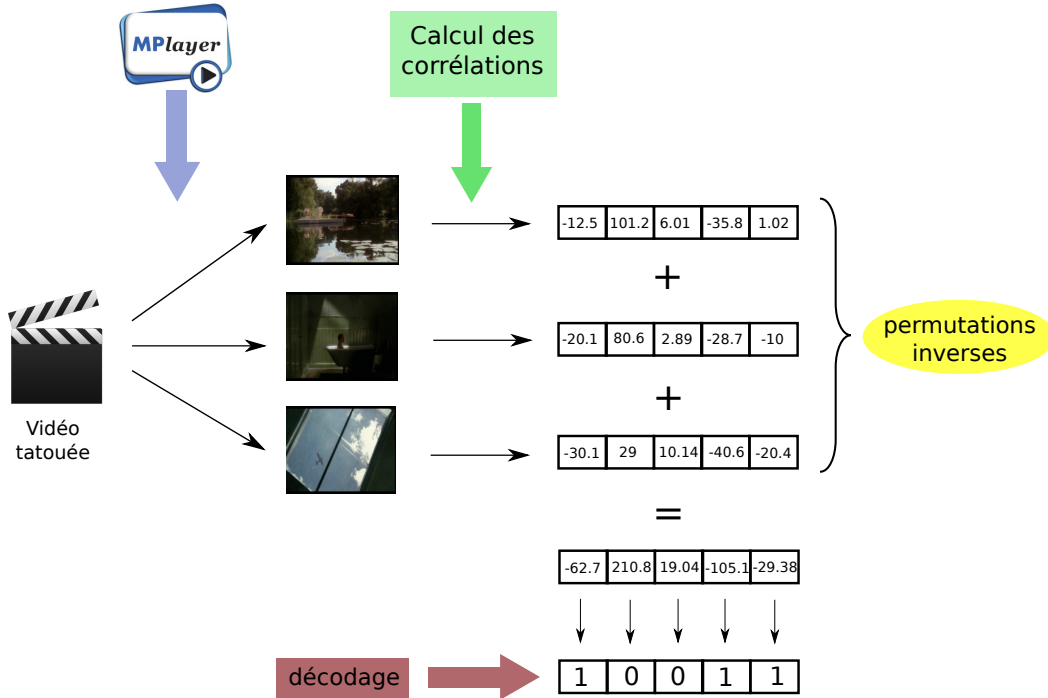 MPlayer
Calcul des
corrélations
-12.5 101.2 6.01 -35.8 1.02
+
-20.1 80.6 2.89 -28.7 -10
+
-30.1 29 10.14 -40.6 -20.4
=
-62.7 210.8 19.04 -105.1 -29.38
1 0 0 1 1
permutations
inverses
Vidéo
tatouée
décodage